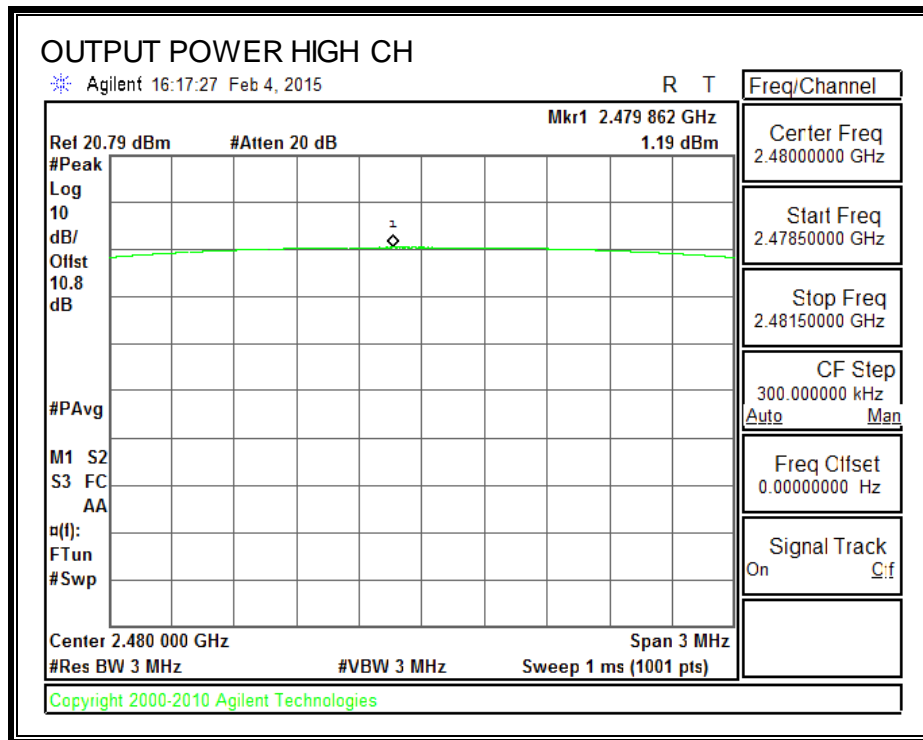 OUTPUT POWER HIGH CH
Agilent 16:17:27 Feb 4, 2015 R T
Mkr1 2.479 862 GHz
Ref 20.79 dBm #Atten 20 dB 1.19 dBm
#Peak
Log
10
dB/
Offst
10.8
dB
1
#PAvg
M1 S2
S3 FC
AA
¤(f):
FTun
#Swp
Center 2.480 000 GHz Span 3 MHz
#Res BW 3 MHz #VBW 3 MHz Sweep 1 ms (1001 pts)
Copyright 2000-2010 Agilent Technologies
Freq/Channel
Center Freq
2.48000000 GHz
Start Freq
2.47850000 GHz
Stop Freq
2.48150000 GHz
CF Step
300.000000 kHz
Auto Man
Freq Offset
0.00000000 Hz
Signal Track
On Off